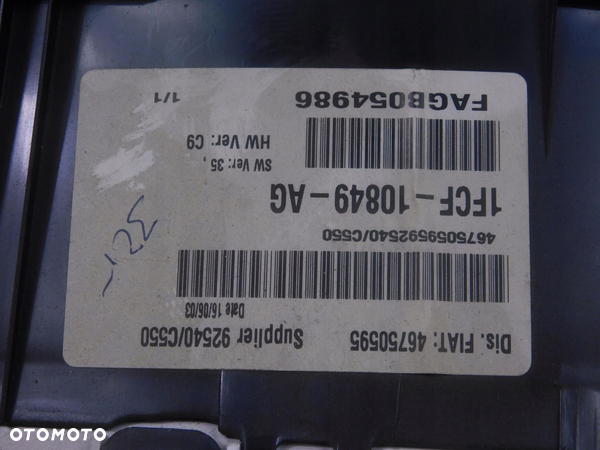 Dis. FIAT: 46750595
Supplier 92540/C550
Date 16/06/03
4675059592540/C550
1FCF-10849-AG
SW Ver: 35 ,
HW Ver: C9
FAGB054986
1/1
-122
OTOMOTO